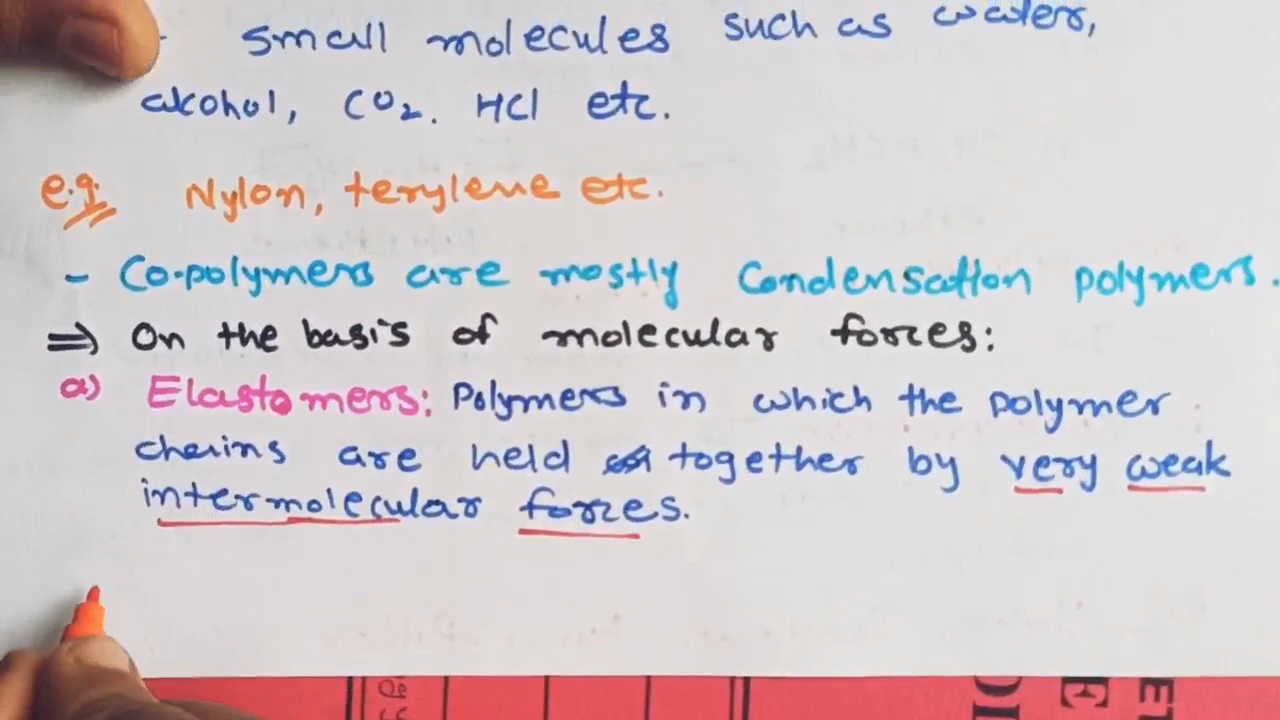 small molecules such as water,
alcohol, CO2. HCl etc.
e.g. Nylon, terylene etc.
- Co-polymers are mostly Condensation polymers.
⇒ On the basis of molecular forces:
a) Elastomers: Polymers in which the polymer
chains are held together by very weak
intermolecular forces.